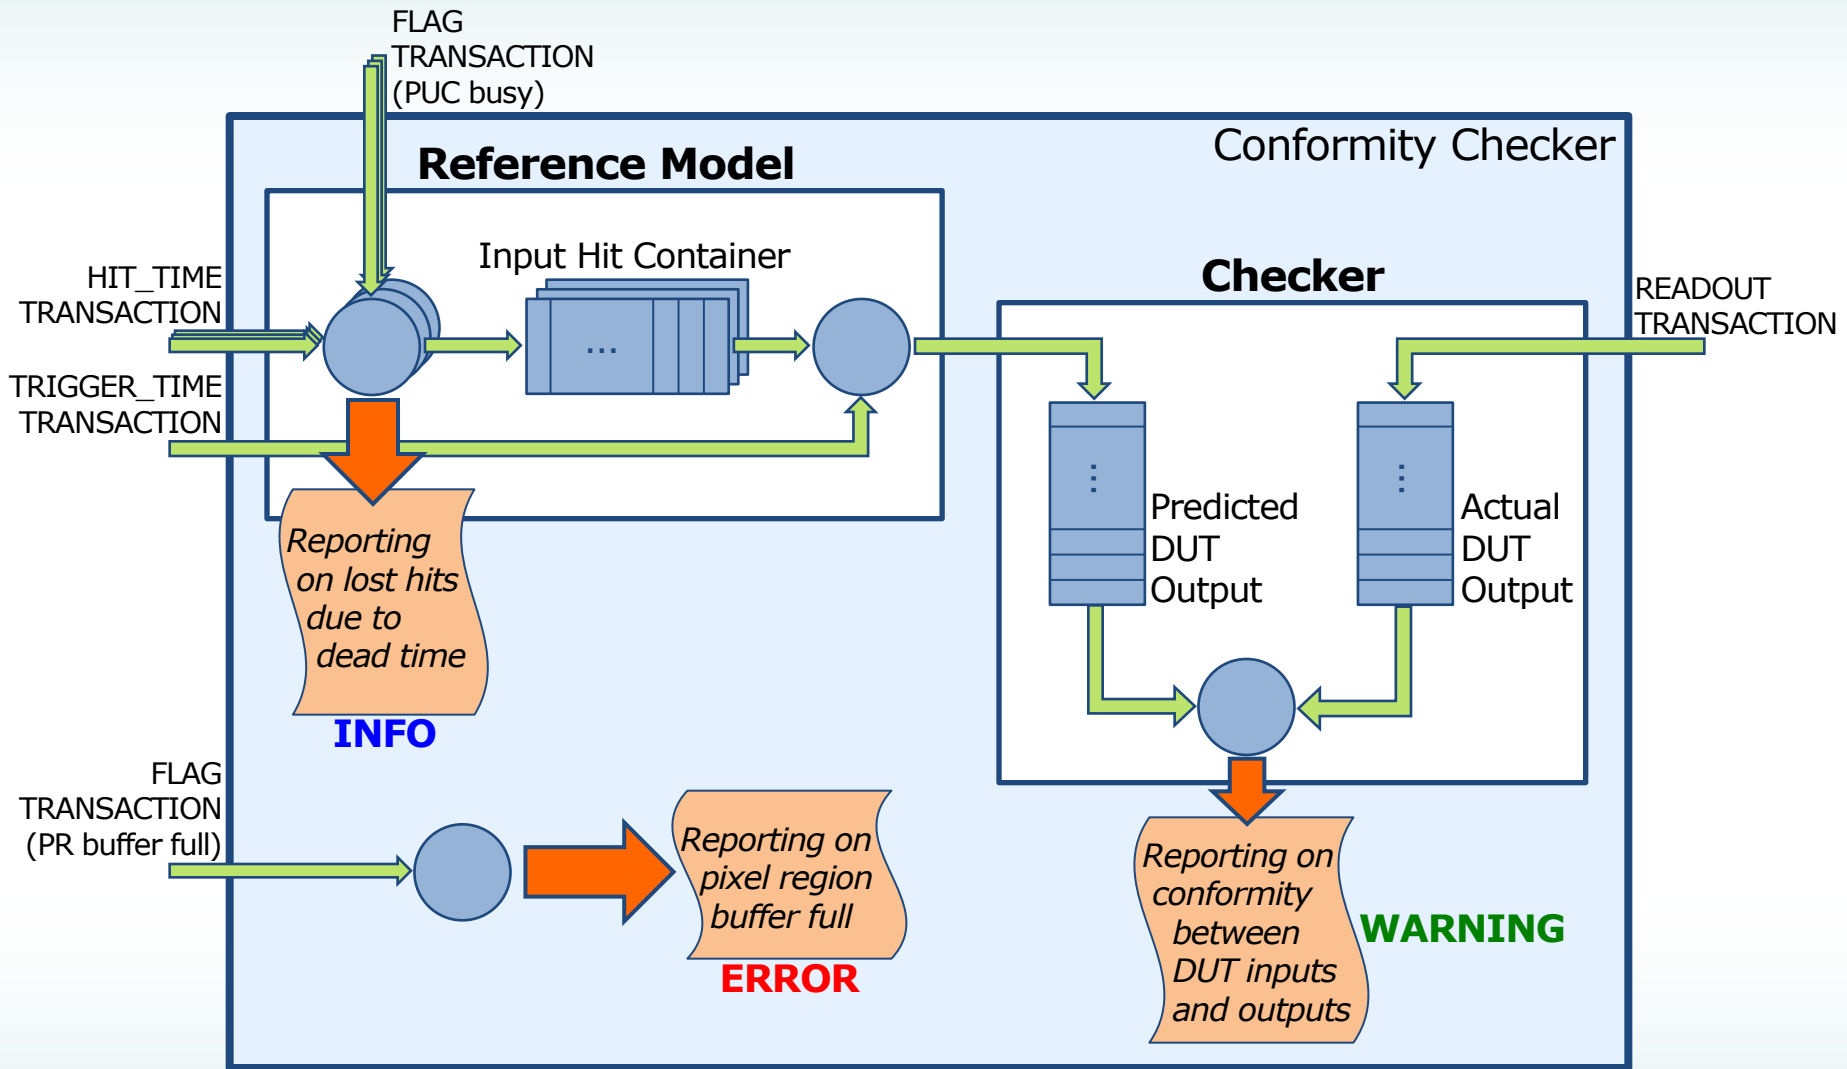 FLAG
TRANSACTION
(PUC busy)
Conformity Checker
Reference Model
Input Hit Container
...
HIT_TIME
TRANSACTION
TRIGGER_TIME
TRANSACTION
Checker
READOUT
TRANSACTION
...
Predicted
DUT
Output
...
Actual
DUT
Output
Reporting
on lost hits
due to
dead time
INFO
FLAG
TRANSACTION
(PR buffer full)
Reporting on
pixel region
buffer full
ERROR
Reporting on
conformity
between
DUT inputs
and outputs
WARNING